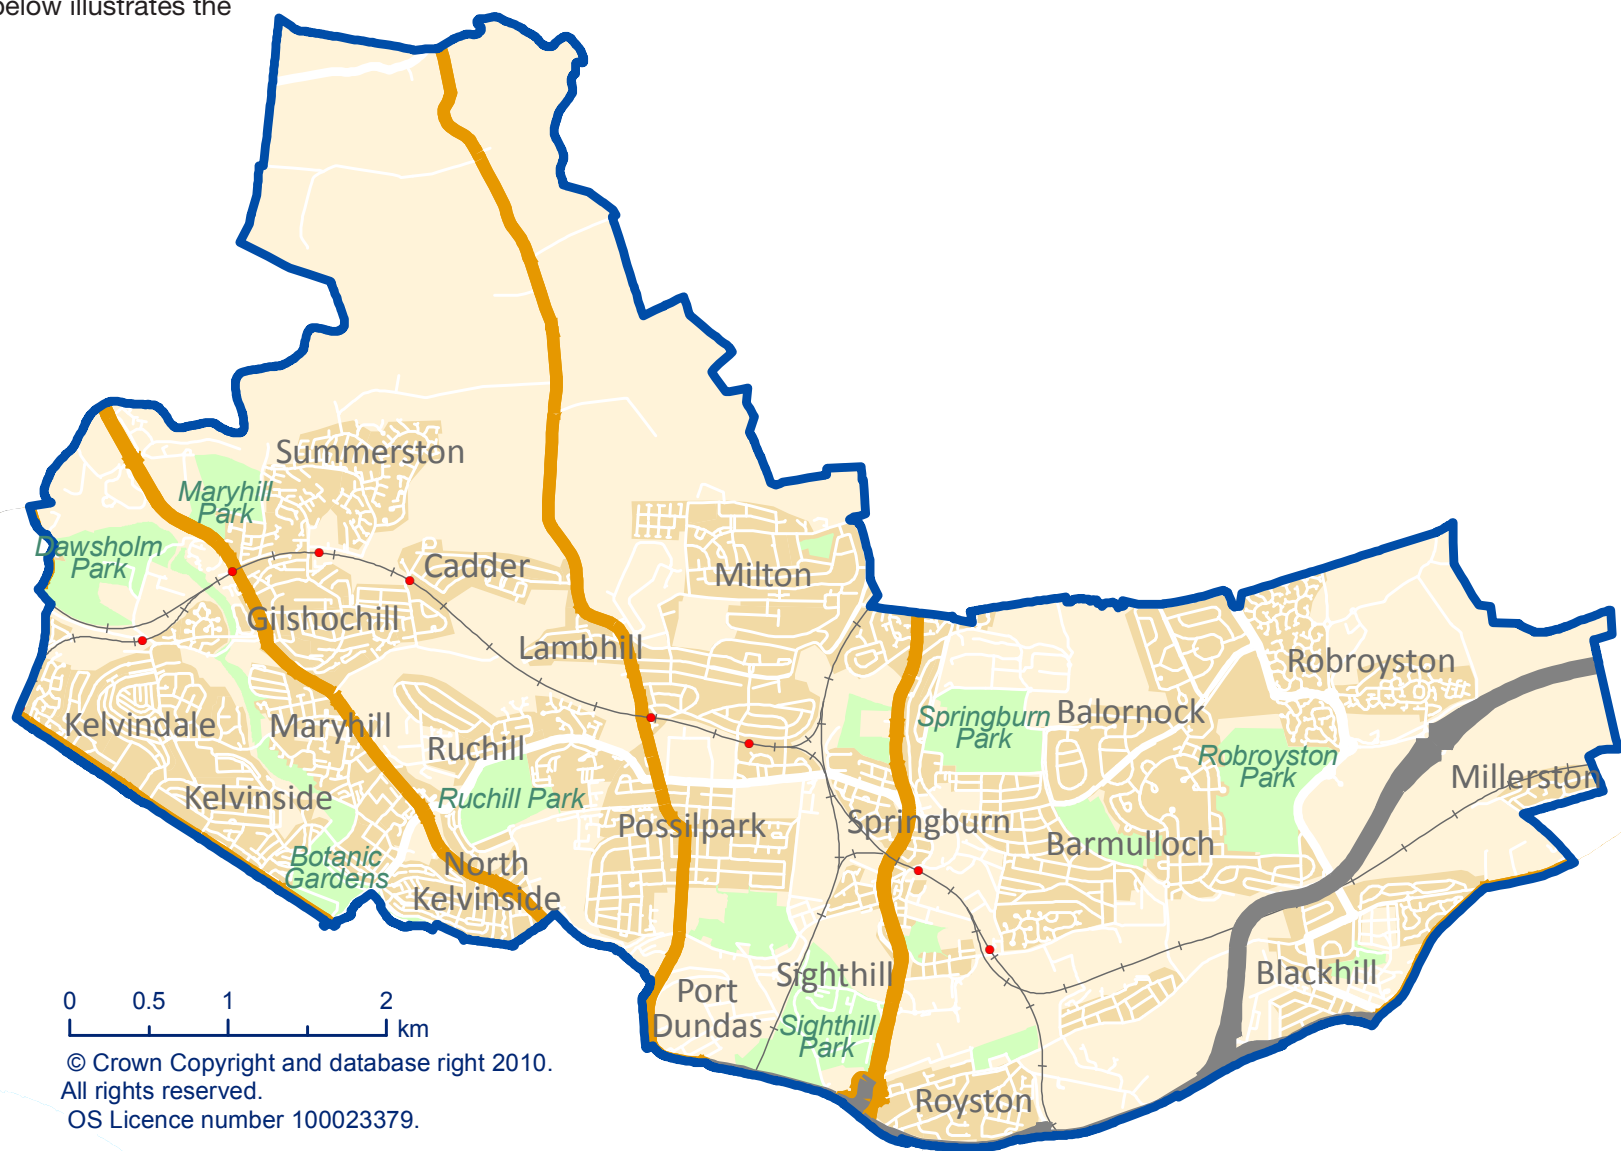 below illustrates the
Summerston
Maryhill
Park
Dawsholm
Park
Cadder
Milton
Gilshochill
Lambhill
Robroyston
Kelvindale
Maryhill
Ruchill
Springburn
Park
Balornock
Robroyston
Park
Millerston
Kelvinside
Ruchill Park
Possilpark
Springburn
Barmulloch
Botanic
Gardens
North
Kelvinside
Sighthill
Blackhill
Port
Dundas
Sighthill
Park
Royston
0 0.5 1 2
km
© Crown Copyright and database right 2010.
All rights reserved.
OS Licence number 100023379.